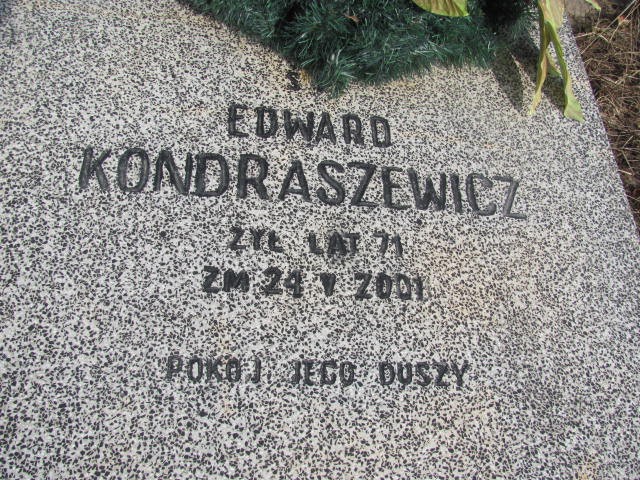 EDWARD
KONDRASZEWICZ
ŻYŁ LAT 71
ZM 24 V 2001
POKÓJ JEGO DUSZY